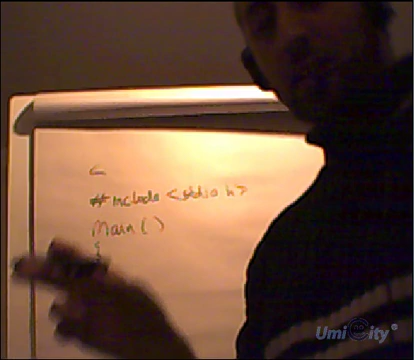 C
#include <stdio.h>
Main()
{
UmiCity®